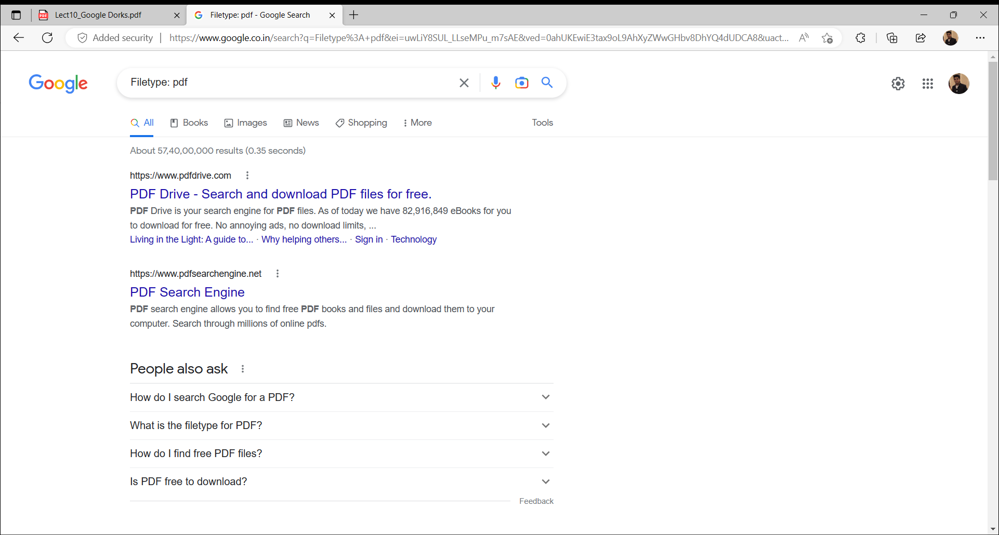 Lect10_Google Dorks.pdf
Filetype: pdf - Google Search
Added security
https://www.google.co.in/search?q=Filetype%3A+pdf&ei=uwLiY8SUL_LLseMPu_m7sAE&ved=0ahUKEwiE3tax9oL9AhXyZWwGHbv8DhYQ4dUDCA8&uact...
Google
Filetype: pdf
All
Books
Images
News
Shopping
More
Tools
About 57,40,00,000 results (0.35 seconds)
https://www.pdfdrive.com
PDF Drive - Search and download PDF files for free.
PDF Drive is your search engine for PDF files. As of today we have 82,916,849 eBooks for you
to download for free. No annoying ads, no download limits, ...
Living in the Light: A guide to... · Why helping others... · Sign in · Technology
https://www.pdfsearchengine.net
PDF Search Engine
PDF search engine allows you to find free PDF books and files and download them to your
computer. Search through millions of online pdfs.
People also ask
How do I search Google for a PDF?
What is the filetype for PDF?
How do I find free PDF files?
Is PDF free to download?
Feedback